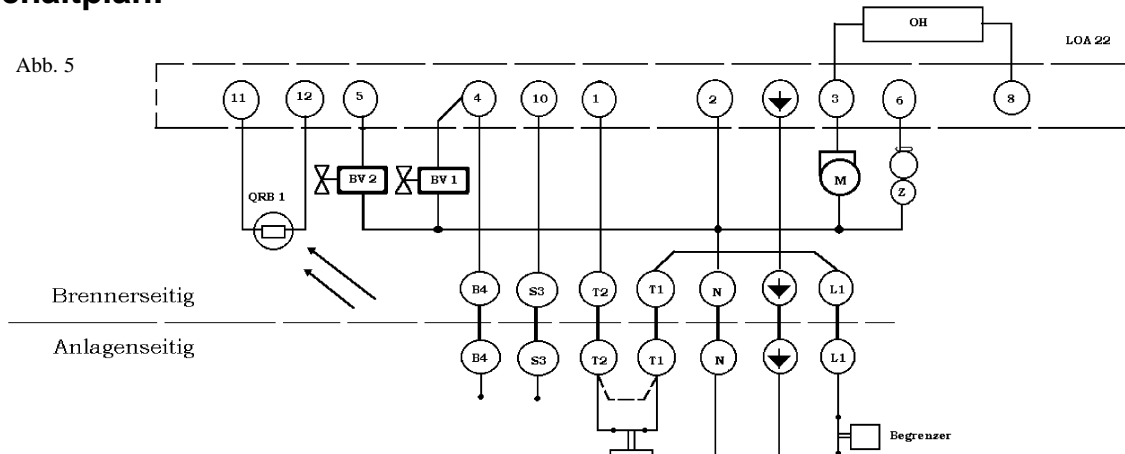 haltplan:
OH
LOA 22
Abb. 5
11 12 5 4 10 1 2 3 6 8
BV 2 BV 1 M Z
QRB 1
B4 S3 T2 T1 N L1
Brennerseitig
Anlagenseitig
B4 S3 T2 T1 N L1
Begrenzer